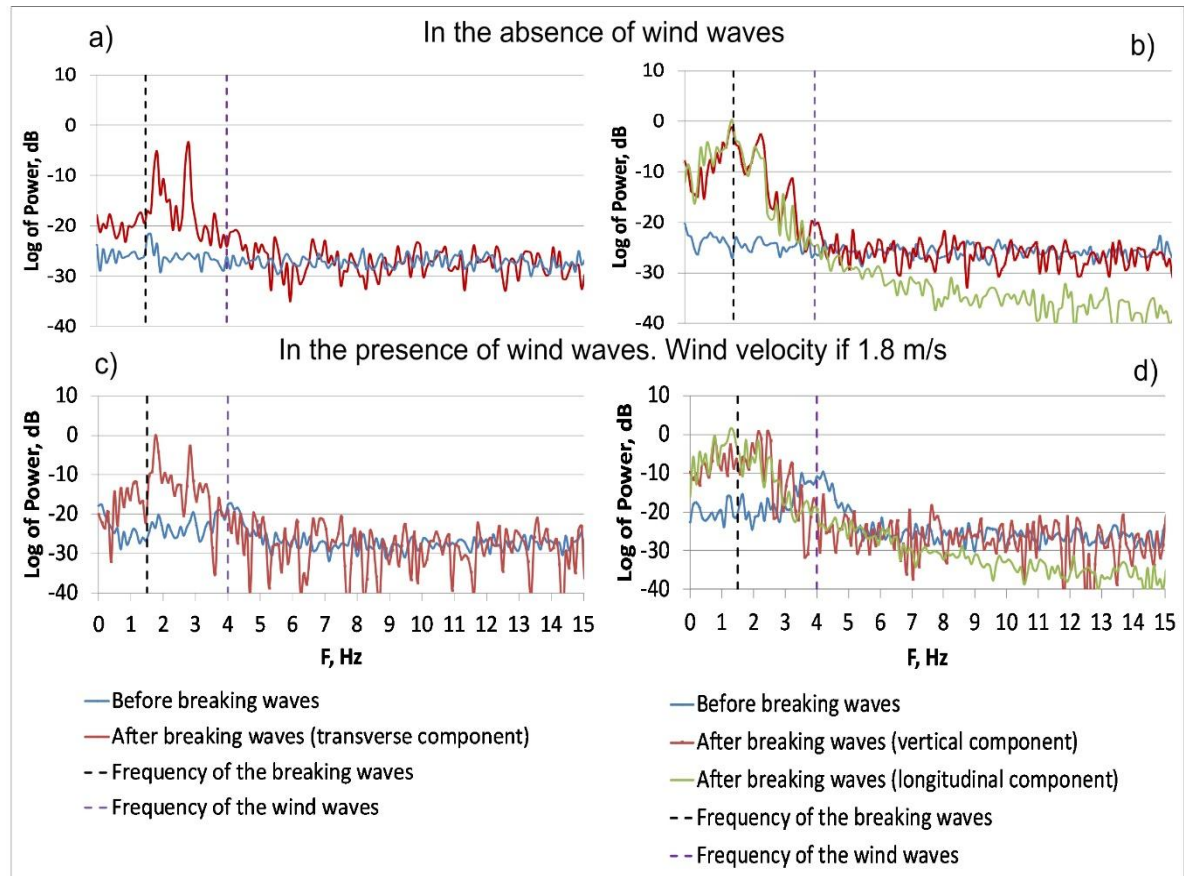 a)
In the absence of wind waves
b)
10
0
-10
-20
-30
-40
Log of Power, dB
10
0
-10
-20
-30
-40
Log of Power, dB
In the presence of wind waves. Wind velocity if 1.8 m/s
c)
d)
10
0
-10
-20
-30
-40
Log of Power, dB
0 1 2 3 4 5 6 7 8 9 10 11 12 13 14 15
F, Hz
10
0
-10
-20
-30
-40
Log of Power, dB
0 1 2 3 4 5 6 7 8 9 10 11 12 13 14 15
F, Hz
Before breaking waves
After breaking waves (transverse component)
Frequency of the breaking waves
Frequency of the wind waves
Before breaking waves
After breaking waves (vertical component)
After breaking waves (longitudinal component)
Frequency of the breaking waves
Frequency of the wind waves